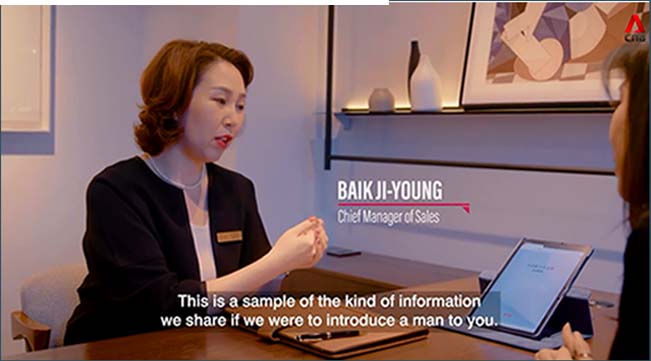 CNA
BAIK JI-YOUNG
Chief Manager of Sales
This is a sample of the kind of information
we share if we were to introduce a man to you.